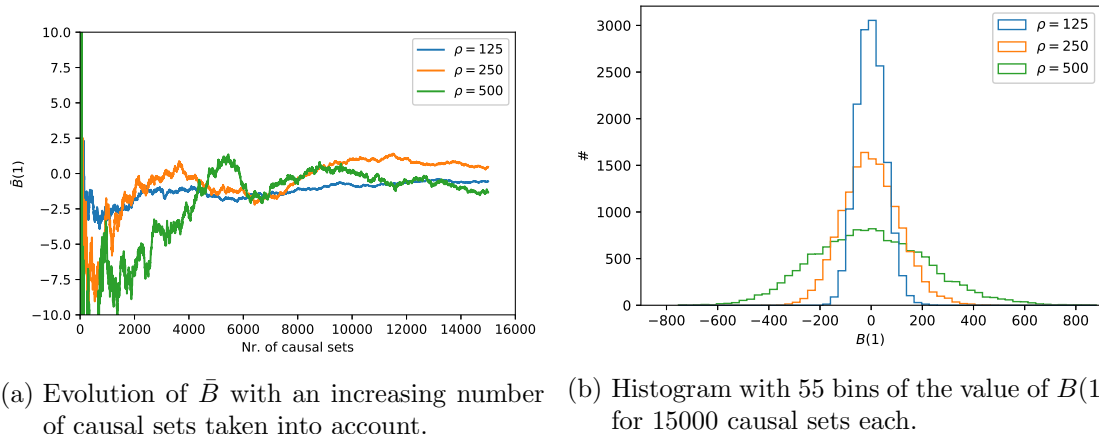 10.0
7.5
5.0
2.5
0.0
−2.5
−5.0
−7.5
−10.0
B̄(1)
0 2000 4000 6000 8000 10000 12000 14000 16000
Nr. of causal sets
ρ = 125
ρ = 250
ρ = 500
3000
2500
2000
1500
1000
500
0
#
−800 −600 −400 −200 0 200 400 600 800
B(1)
ρ = 125
ρ = 250
ρ = 500
(a) Evolution of B̄ with an increasing number
of causal sets taken into account.
(b) Histogram with 55 bins of the value of B(1
for 15000 causal sets each.